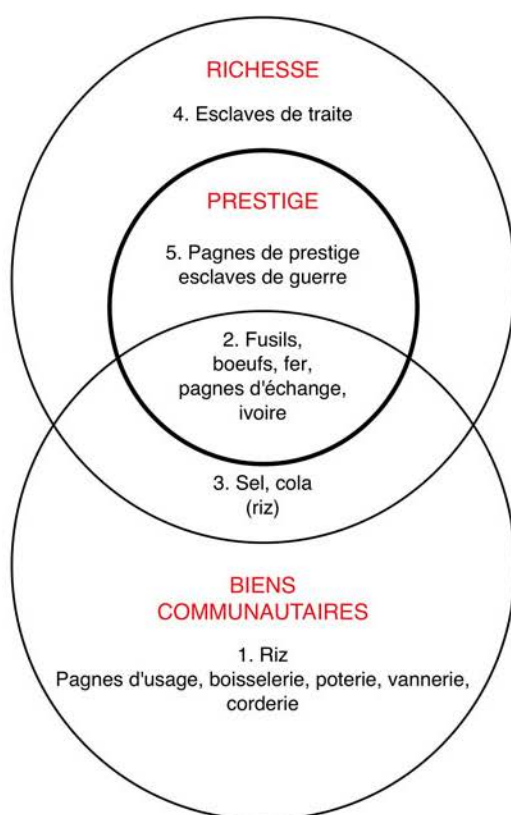 RICHESSE
4. Esclaves de traite
PRESTIGE
5. Pagnes de prestige
esclaves de guerre
2. Fusils,
boeufs, fer,
pagnes d'échange,
ivoire
3. Sel, cola
(riz)
BIENS
COMMUNAUTAIRES
1. Riz
Pagnes d'usage, boisselerie, poterie, vannerie,
corderie